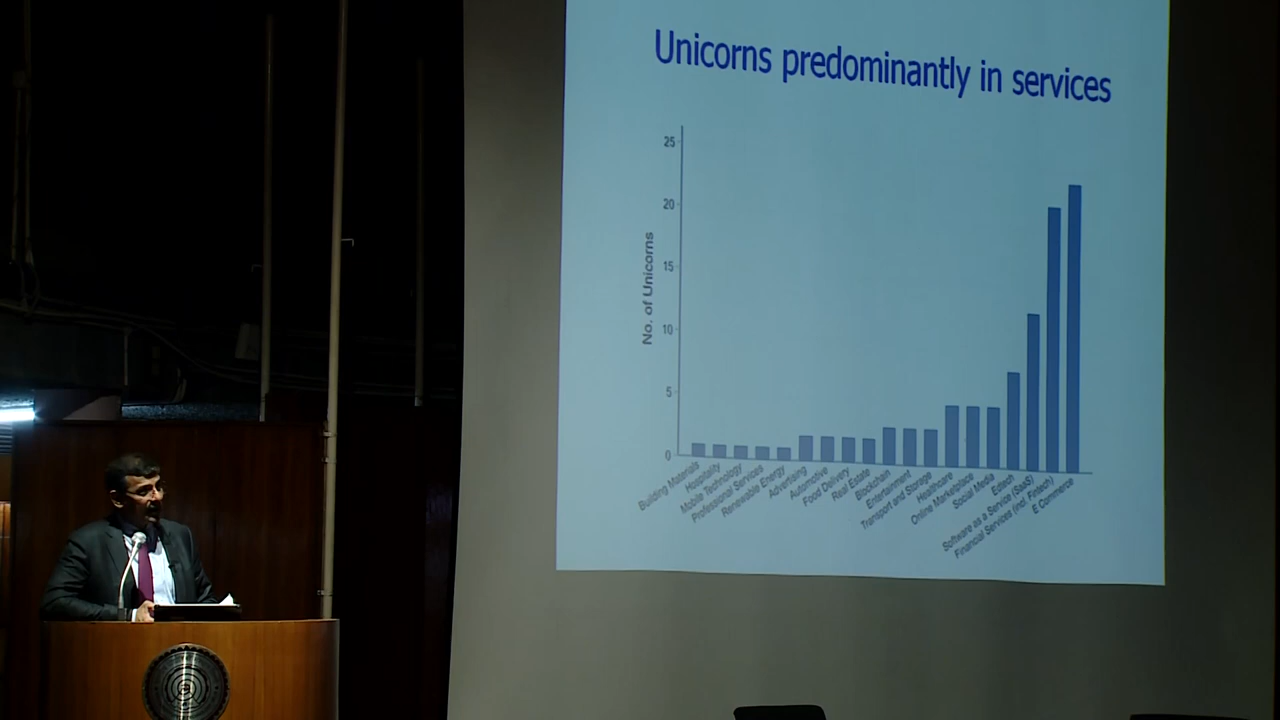 Unicorns predominantly in services
25
20
15
10
5
0
No. of Unicorns
Building Materials
Hospitality
Mobile Technology
Professional Services
Renewable Energy
Advertising
Automotive
Food Delivery
Real Estate
Blockchain
Entertainment
Transport and Storage
Healthcare
Online Marketplace
Social Media
Edtech
Software as a Service (SaaS)
Financial Services (incl. Fintech)
E Commerce